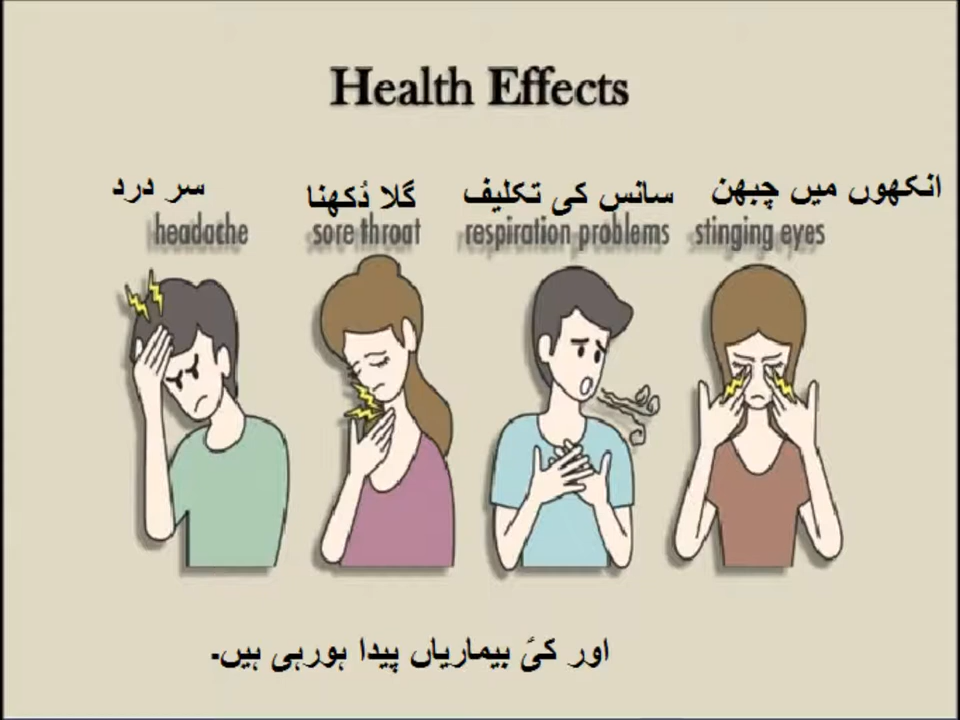 Health Effects
سر درد
گلا دُکھنا
سانس کی تکلیف
انکھوں میں چبھن
headache
sore throat
respiration problems
stinging eyes
اور کئ بیماریاں پیدا ہورہی ہیں۔